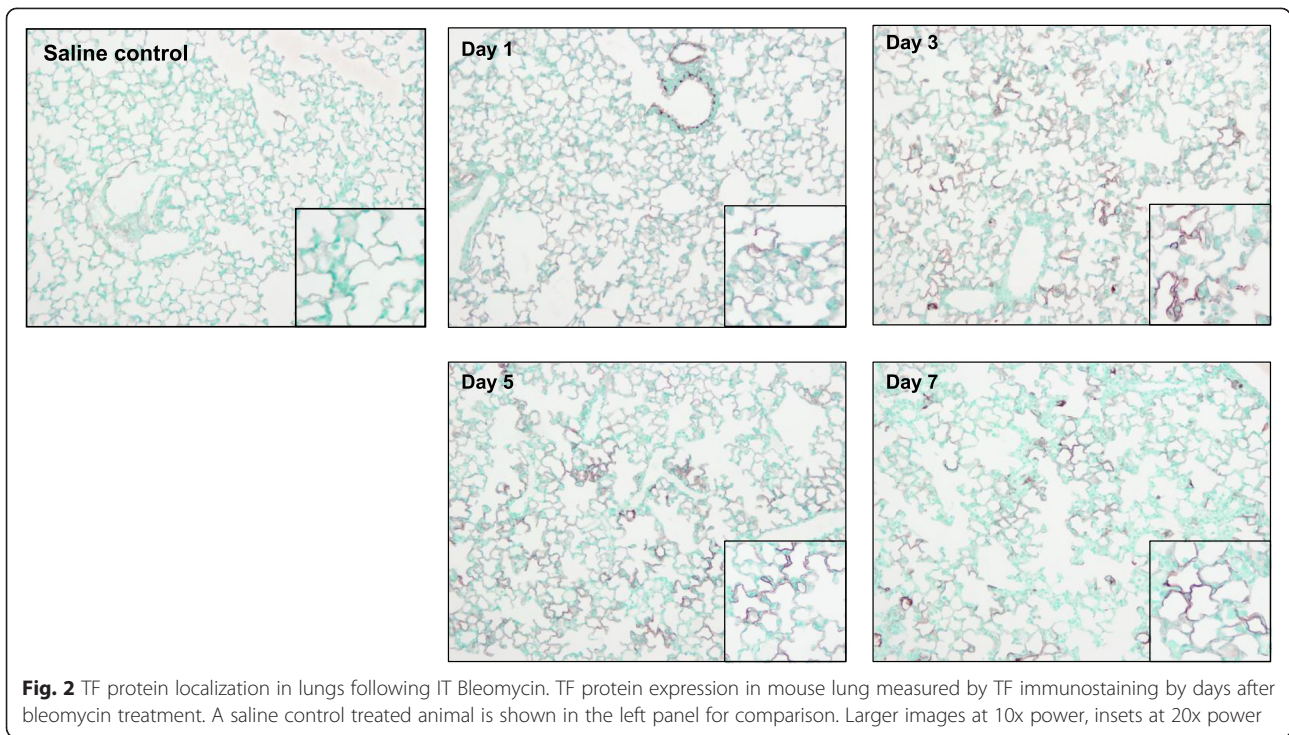 Saline control
Day 1
Day 3
Day 5
Day 7
Fig. 2 TF protein localization in lungs following IT Bleomycin. TF protein expression in mouse lung measured by TF immunostaining by days after
bleomycin treatment. A saline control treated animal is shown in the left panel for comparison. Larger images at 10x power, insets at 20x power